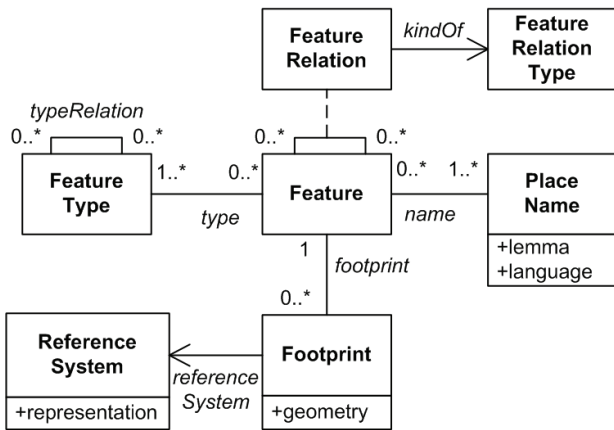 Feature
Relation
kindOf
Feature
Relation
Type
typeRelation
0..*
0..*
0..*
0..*
Feature
Type
1..*
0..*
type
Feature
0..*
1..*
name
Place
Name
+lemma
+language
1
footprint
0..*
Reference
System
+representation
reference
System
Footprint
+geometry